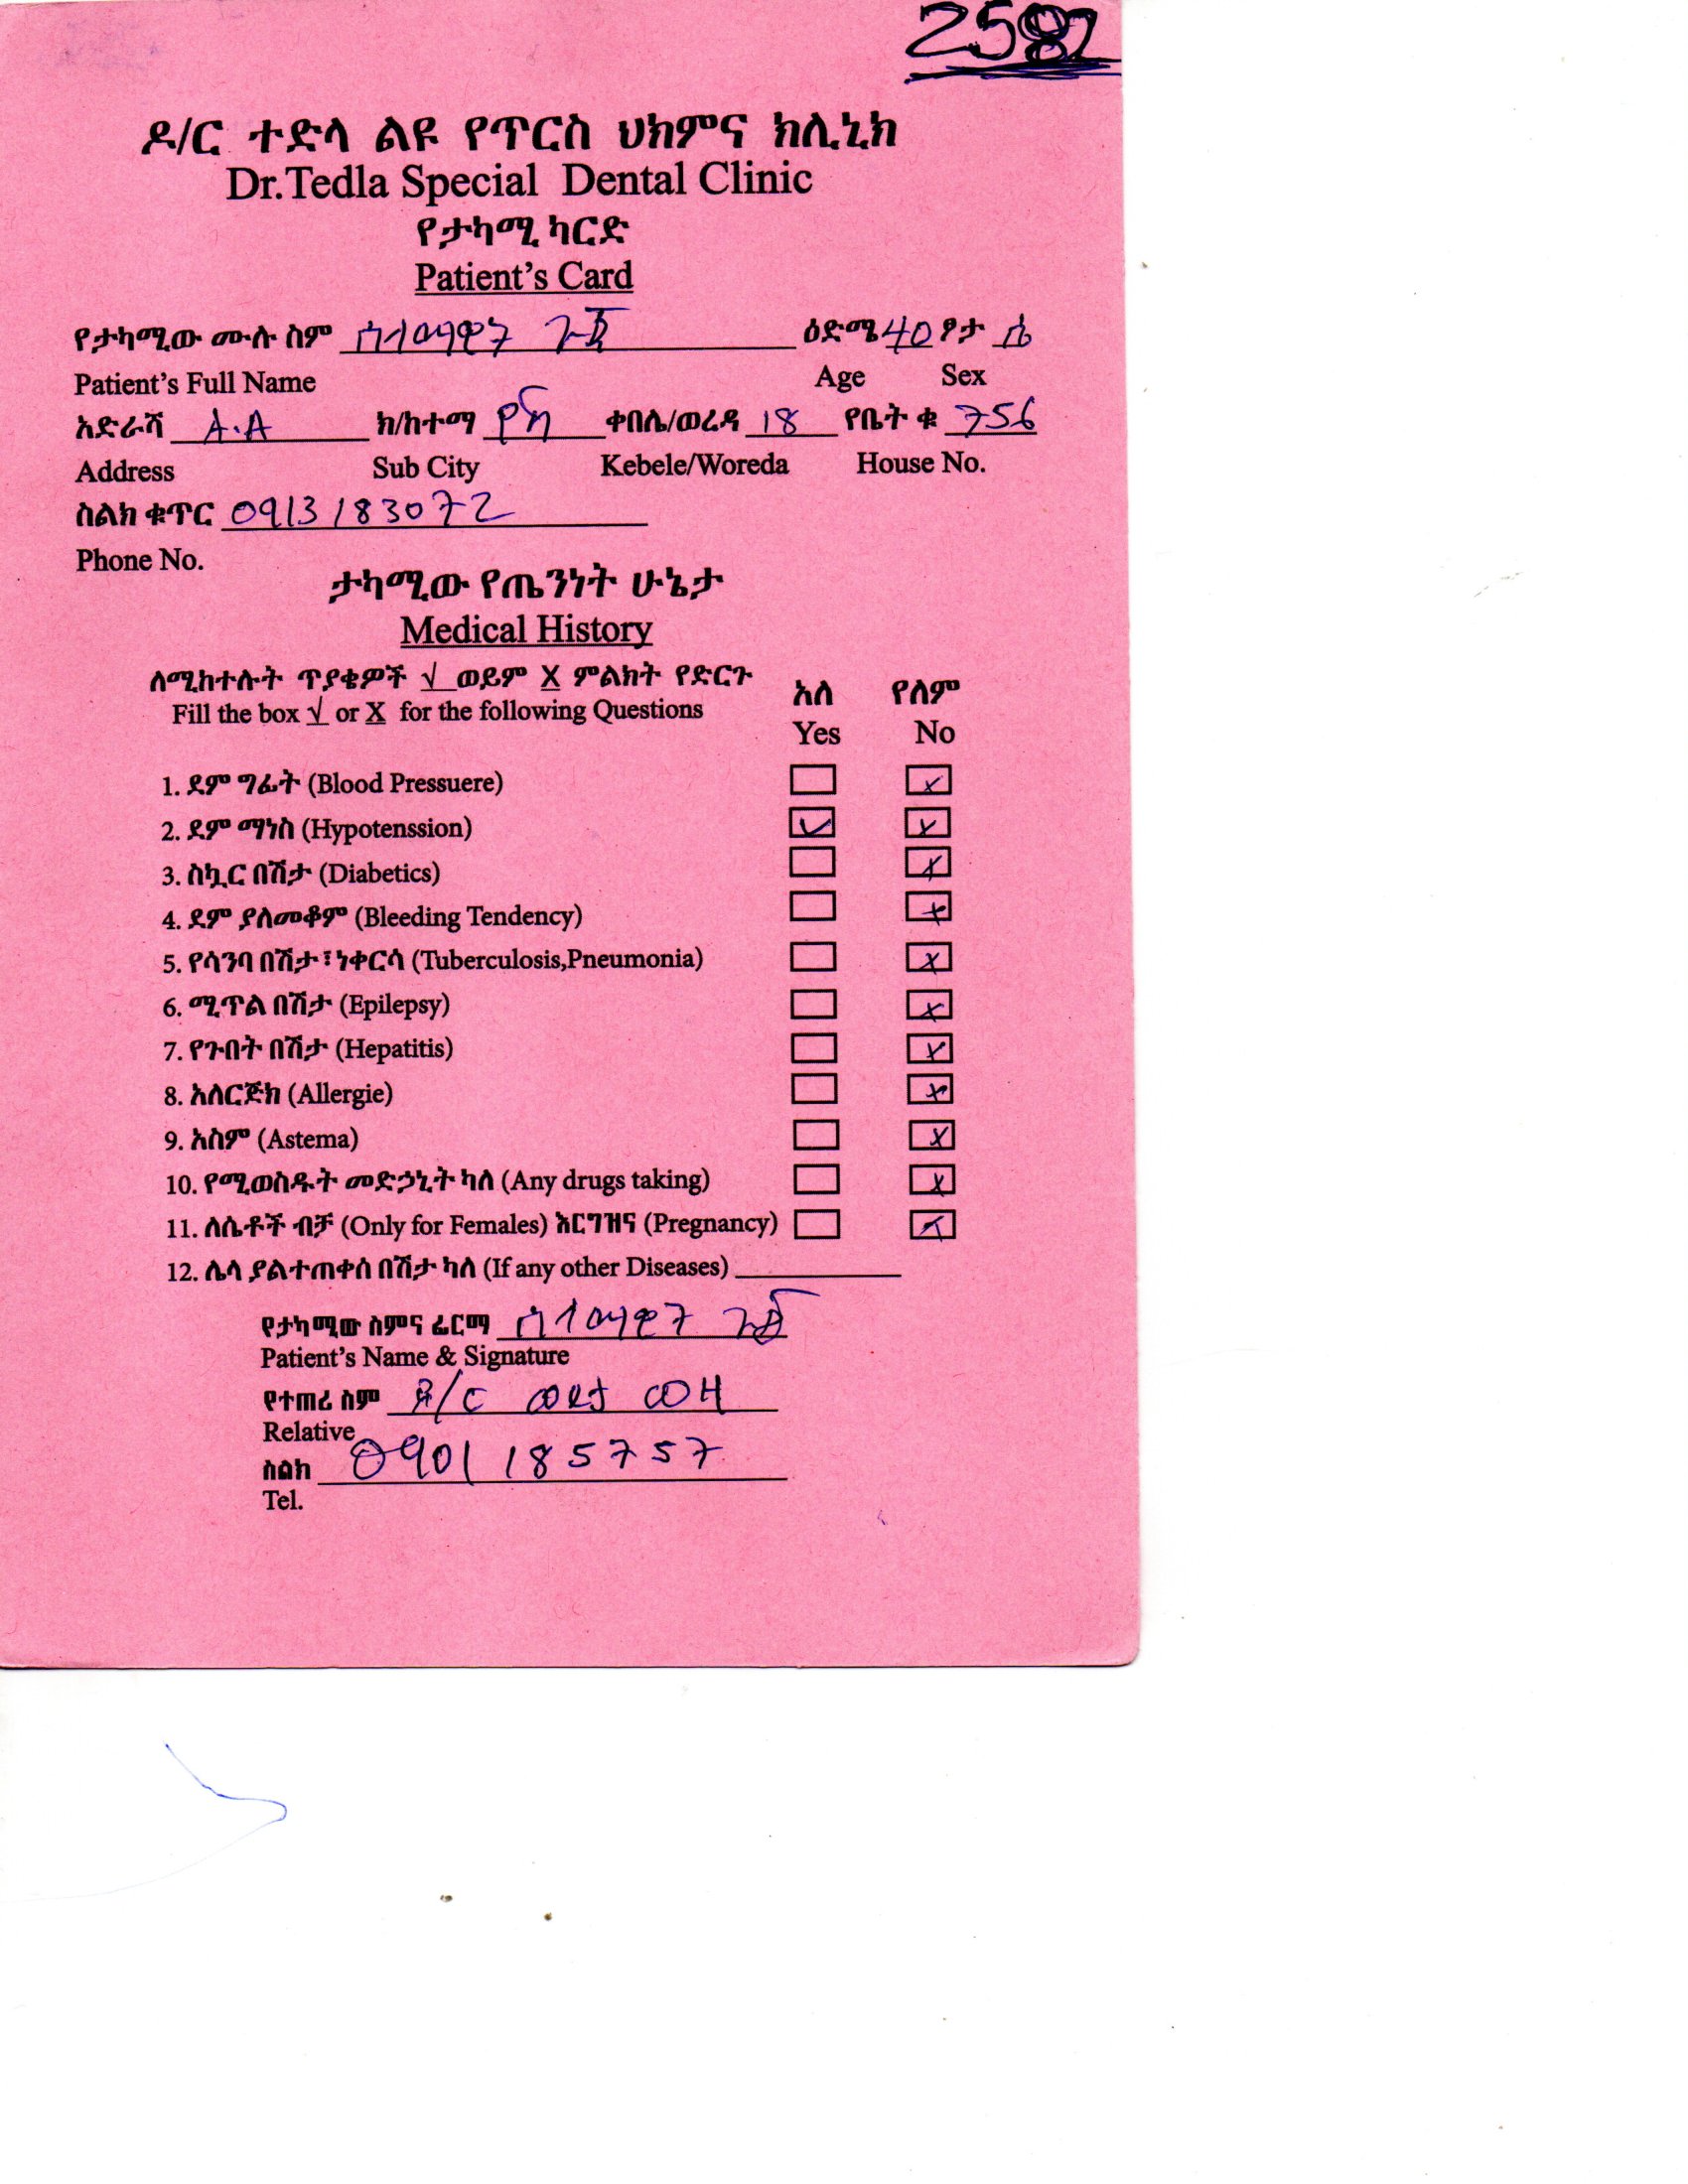 ዶ/ር ተድላ ልዩ የጥርስ ህክምና ክሊኒክ
Dr.Tedla Special Dental Clinic
የታካሚ ካርድ
Patient's Card
የታካሚው ሙሉ ስም ዕድሜ 40 ፆታ ሴ
Patient's Full Name Age Sex
አድራሻ A.A ክ/ከተማ የካ ቀበሌ/ወረዳ 18 የቤት ቁ 756
Address Sub City Kebele/Woreda House No.
ስልክ ቁጥር 0913183072
Phone No.
ታካሚው የጤንነት ሁኔታ
Medical History
ለሚከተሉት ጥያቄዎች √ ወይም X ምልክት የድርጉ
Fill the box √ or X for the following Questions
አለ የለም
Yes No
1. ደም ግፊት (Blood Pressuere) X
2. ደም ማነስ (Hypotenssion) √ X
3. ስኳር በሽታ (Diabetics) X
4. ደም ያለመቆም (Bleeding Tendency) X
5. የሳንባ በሽታ፣ነቀርሳ (Tuberculosis,Pneumonia) X
6. ሚጥል በሽታ (Epilepsy) X
7. የጉበት በሽታ (Hepatitis) X
8. አለርጅክ (Allergie) X
9. አስም (Astema) X
10. የሚወስዱት መድኃኒት ካለ (Any drugs taking) X
11. ለሴቶች ብቻ (Only for Females) እርግዝና (Pregnancy) X
12. ሌላ ያልተጠቀሰ በሽታ ካለ (If any other Diseases)
የታካሚው ስምና ፊርማ
Patient's Name & Signature
የተጠሪ ስም
Relative
ስልክ 0901185757
Tel.